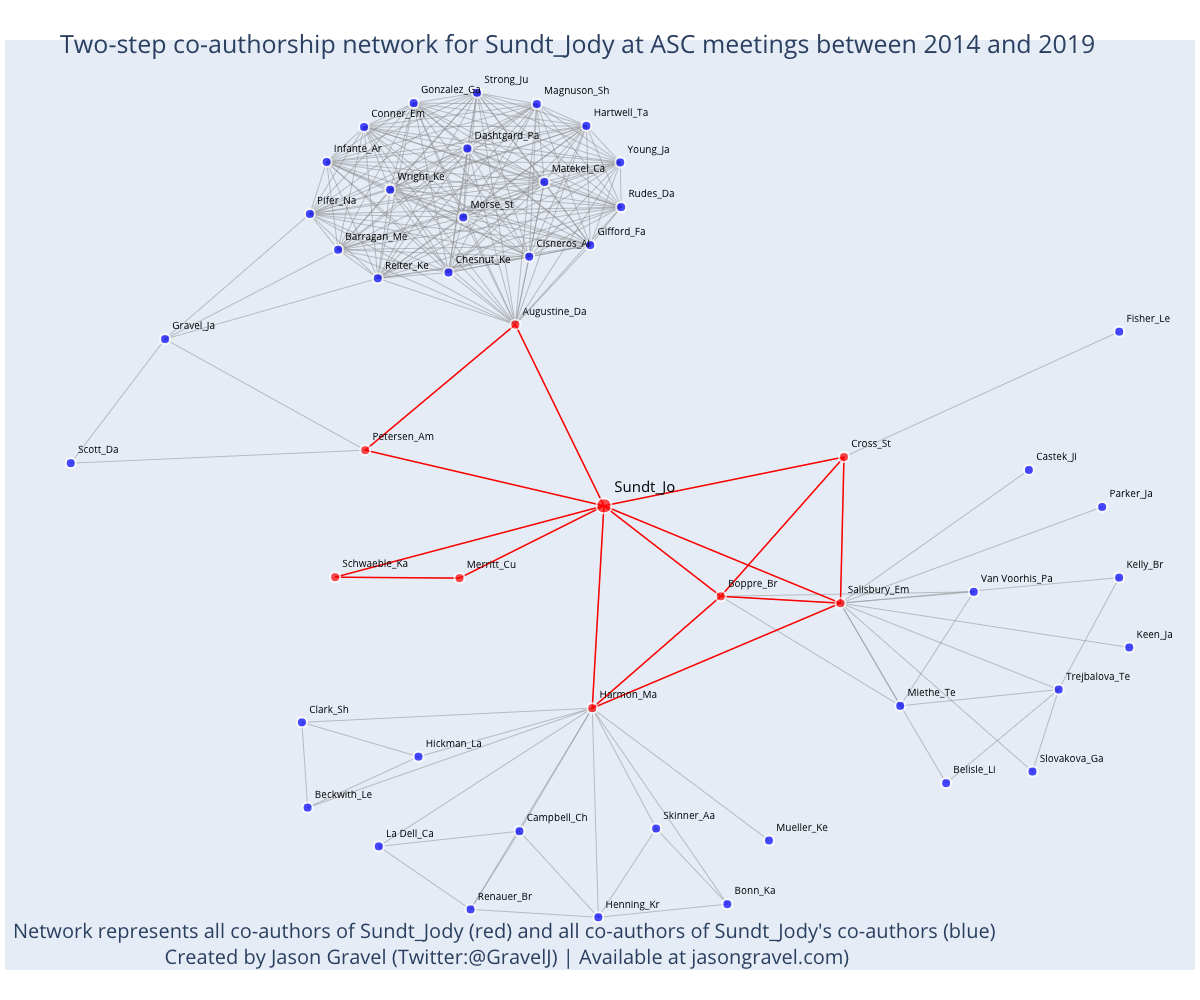 Two-step co-authorship network for Sundt_Jody at ASC meetings between 2014 and 2019
Strong_Ju
Gonzalez_Ga
Magnuson_Sh
Conner_Em
Hartwell_Ta
Dashtgard_Pa
Infante_Ar
Young_Ja
Matekel_Ca
Wright_Ke
Rudes_Da
Pifer_Na
Morse_St
Gifford_Fa
Barragan_Me
Cisneros_Al
Chesnut_Ke
Reiter_Ke
Augustine_Da
Fisher_Le
Gravel_Ja
Petersen_Am
Cross_St
Scott_Da
Castek_Ji
Sundt_Jo
Parker_Ja
Schwaeble_Ka
Merritt_Cu
Kelly_Br
Van Voorhis_Pa
Boppre_Br
Salisbury_Em
Keen_Ja
Trejbalova_Te
Harmon_Ma
Miethe_Te
Clark_Sh
Hickman_La
Slovakova_Ga
Belisle_Li
Beckwith_Le
Skinner_Aa
Campbell_Ch
Mueller_Ke
La Dell_Ca
Bonn_Ka
Renauer_Br
Henning_Kr
Network represents all co-authors of Sundt_Jody (red) and all co-authors of Sundt_Jody's co-authors (blue)
Created by Jason Gravel (Twitter:@GravelJ) | Available at jasongravel.com)